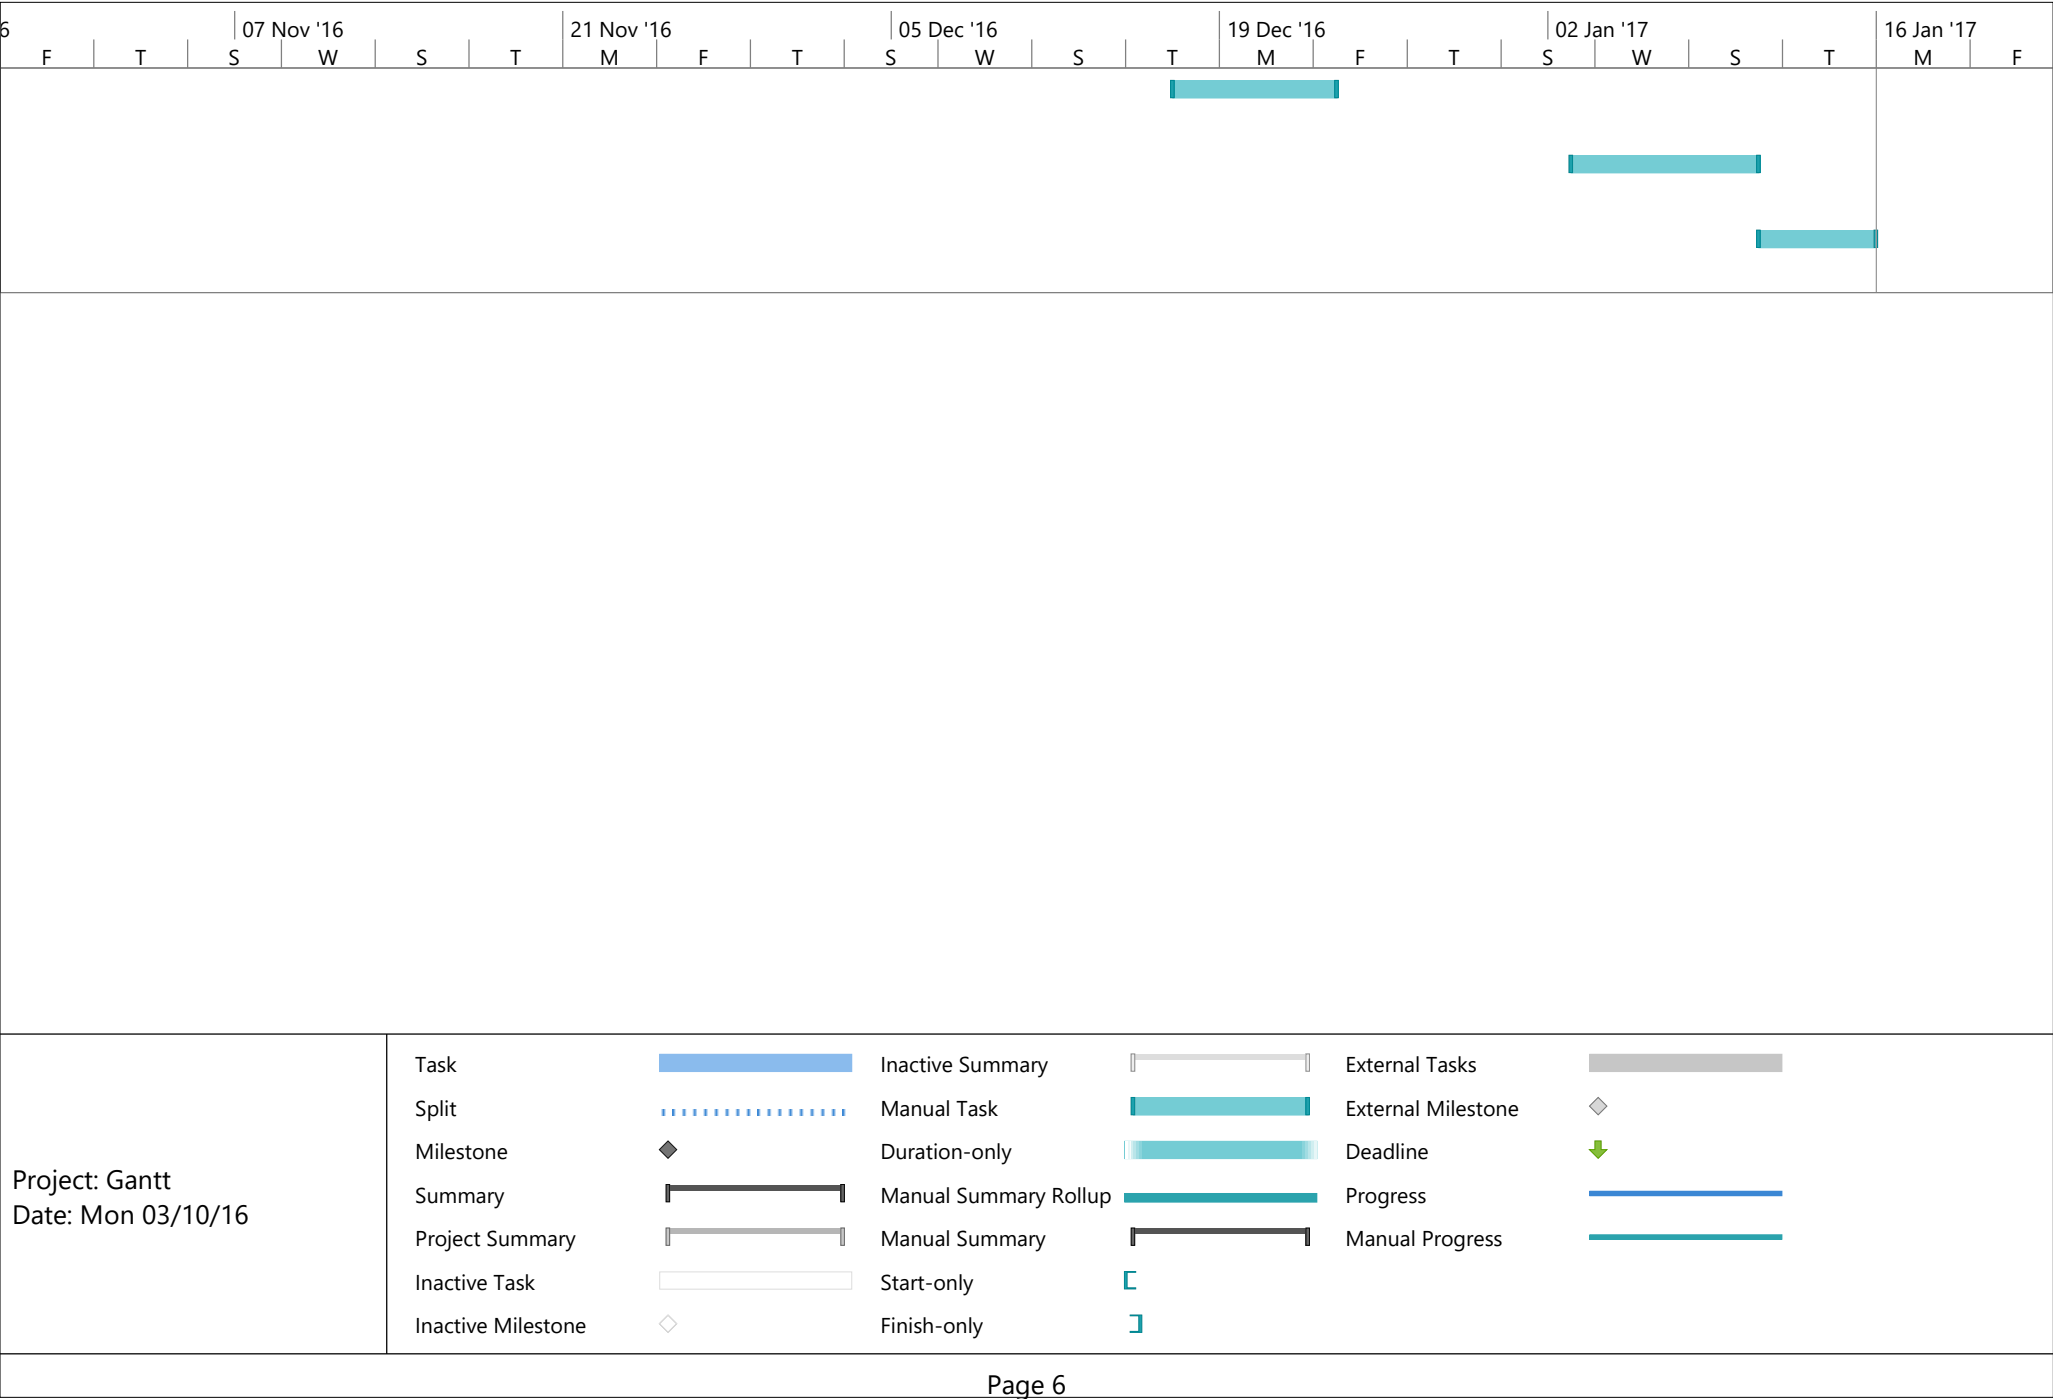 6 07 Nov '16 21 Nov '16 05 Dec '16 19 Dec '16 02 Jan '17 16 Jan '17
F T S W S T M F T S W S T M F T S W S T M F
Task Inactive Summary External Tasks
Split Manual Task External Milestone
Milestone Duration-only Deadline
Project: Gantt
Summary Manual Summary Rollup Progress
Date: Mon 03/10/16
Project Summary Manual Summary Manual Progress
Inactive Task Start-only
Inactive Milestone Finish-only
Page 6